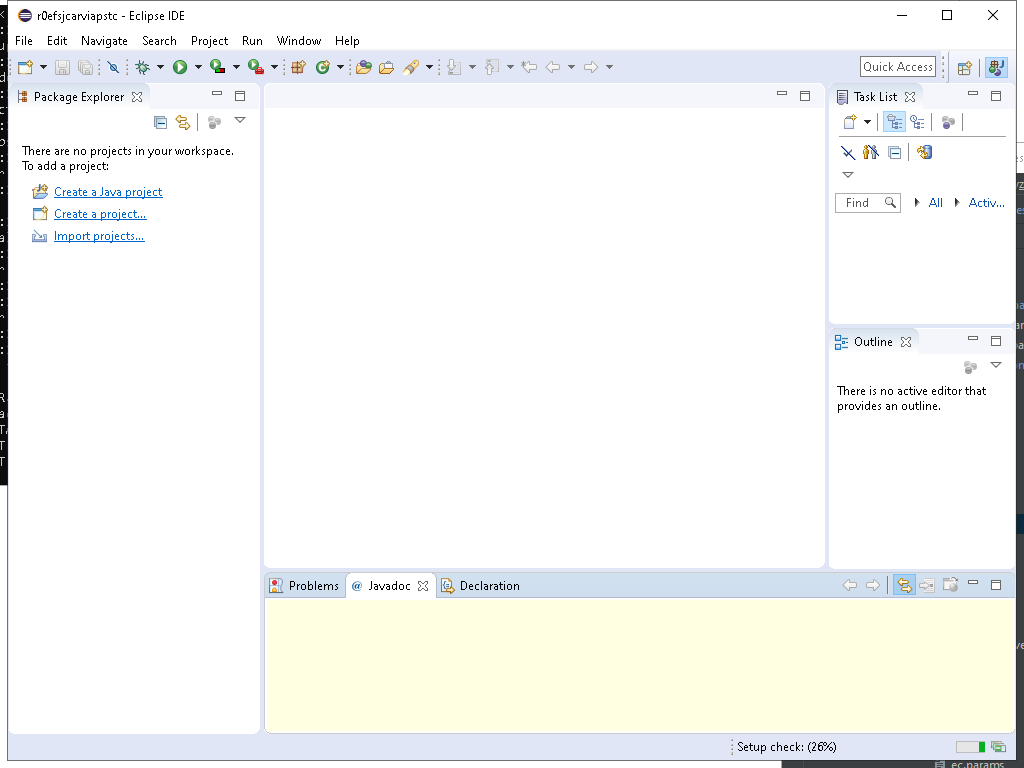 r0efsjcarviapstc - Eclipse IDE
File Edit Navigate Search Project Run Window Help
Quick Access
Package Explorer
Task List
There are no projects in your workspace.
To add a project:
Create a Java project
Create a project...
Import projects...
Find All Activ...
Outline
There is no active editor that
provides an outline.
Problems @ Javadoc Declaration
Setup check: (26%)
ec.params